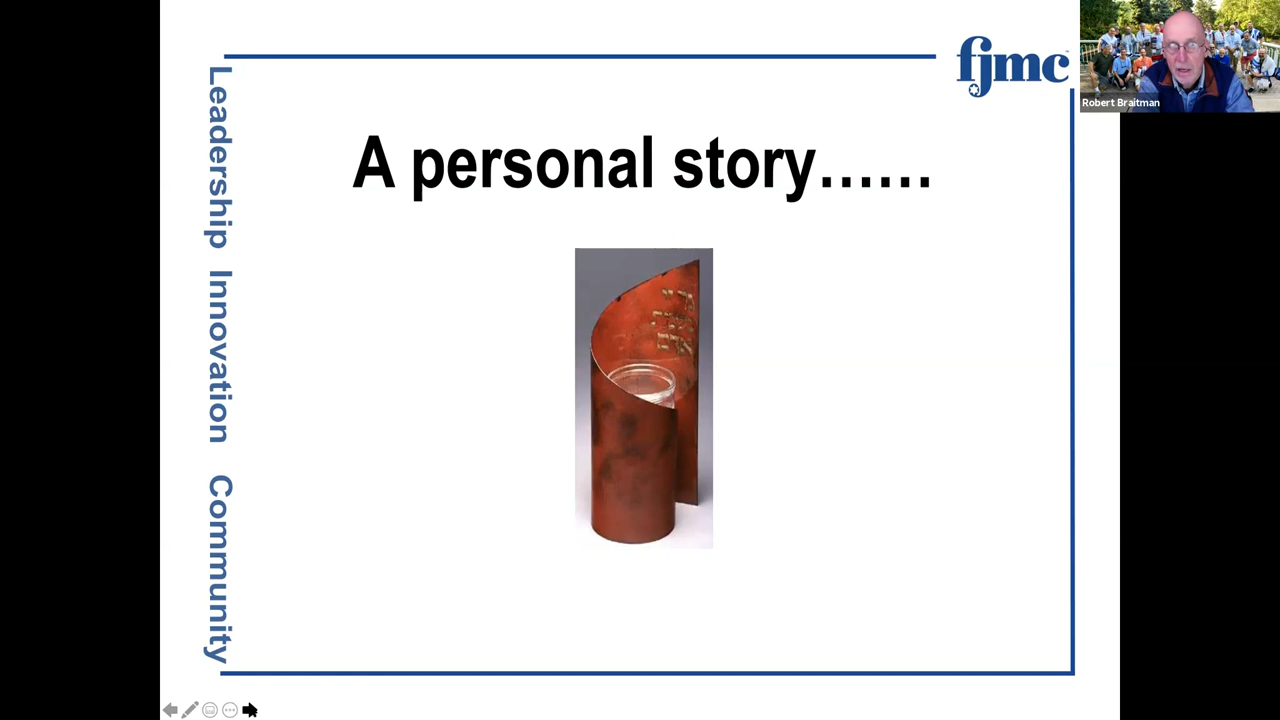 fjmc
Robert Braitman
A personal story......
Leadership Innovation Community